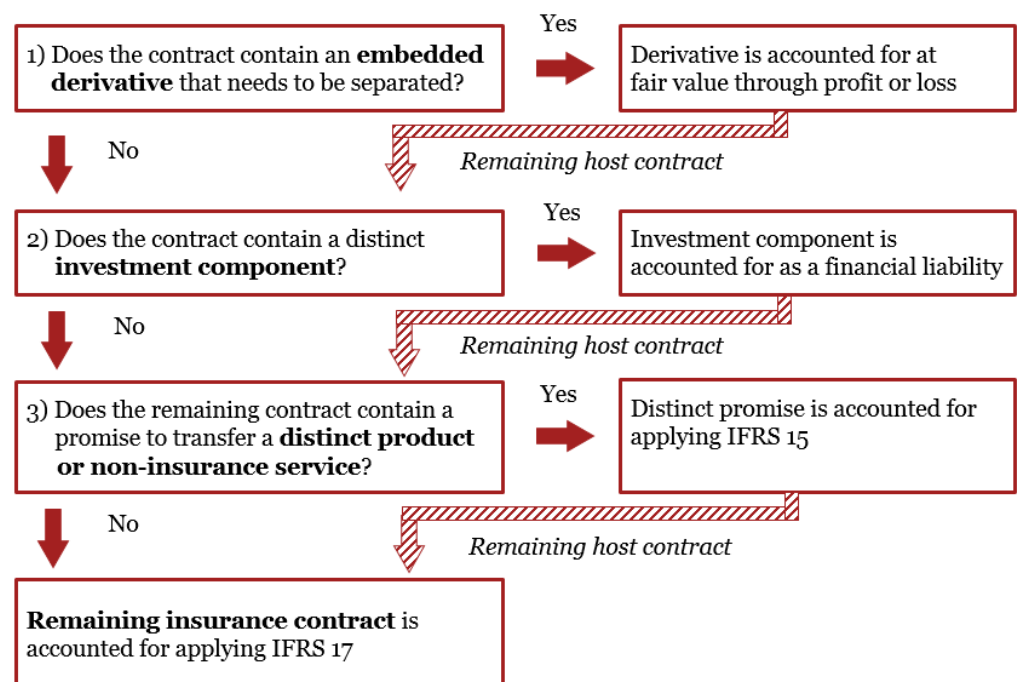 Yes
1) Does the contract contain an embedded
derivative that needs to be separated?
Derivative is accounted for at
fair value through profit or loss
No
Remaining host contract
Yes
2) Does the contract contain a distinct
investment component?
Investment component is
accounted for as a financial liability
No
Remaining host contract
Yes
3) Does the remaining contract contain a
promise to transfer a distinct product
or non-insurance service?
Distinct promise is accounted for
applying IFRS 15
No
Remaining host contract
Remaining insurance contract is
accounted for applying IFRS 17